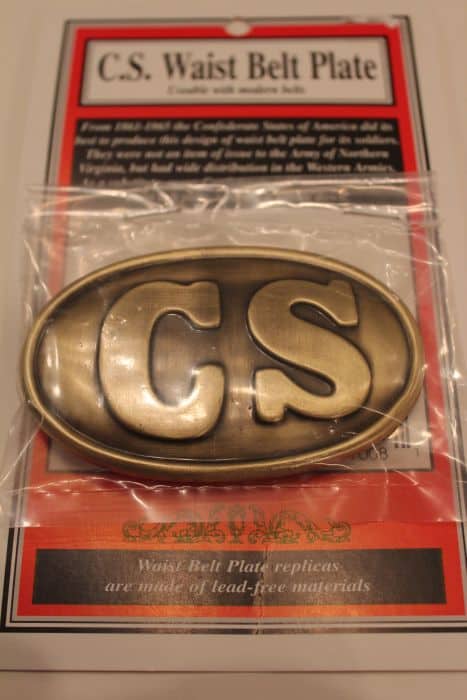 C.S. Waist Belt Plate
Useable with modern belts
From 1861-1865 the Confederate States of America did its
best to produce this design of waist belt plate for its soldiers.
They were not an item of issue to the Army of Northern
Virginia, but had wide distribution in the Western Armies.
CS
Waist Belt Plate replicas
are made of lead-free materials